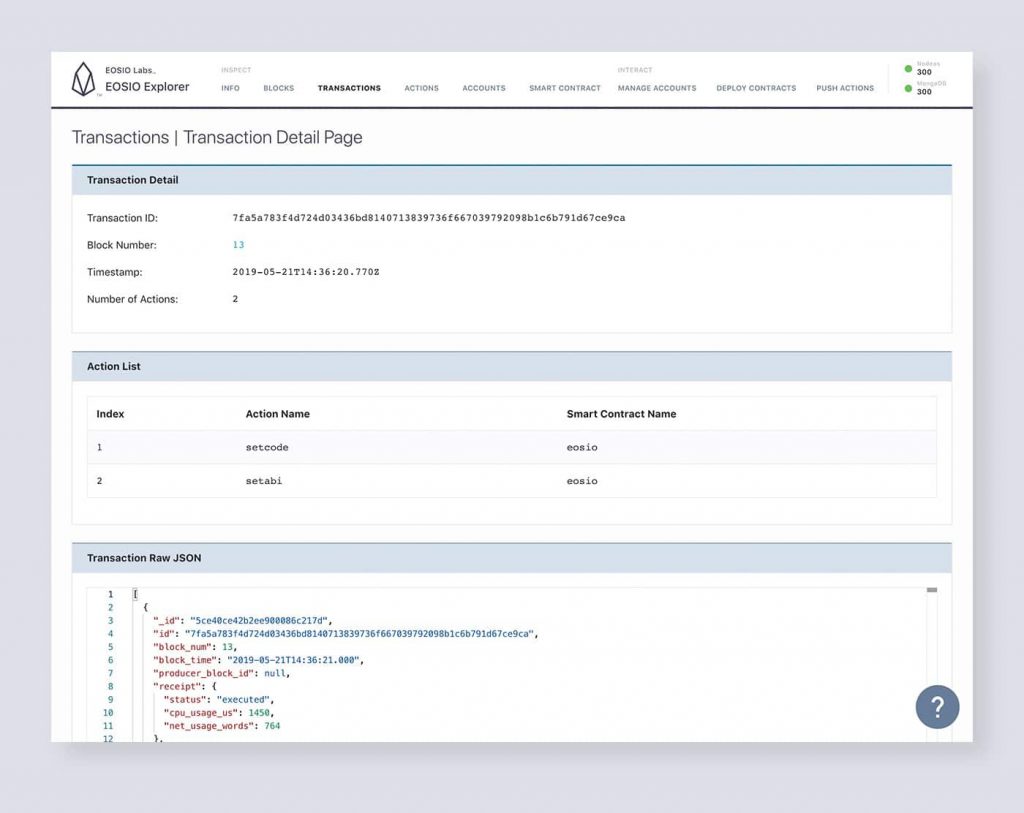 EOSIO Labs™
EOSIO Explorer
INSPECT
INFO BLOCKS TRANSACTIONS ACTIONS ACCOUNTS SMART CONTRACT
INTERACT
MANAGE ACCOUNTS DEPLOY CONTRACTS PUSH ACTIONS
Nodeos
300
MongoDB
300
Transactions | Transaction Detail Page
Transaction Detail
Transaction ID: 7fa5a783f4d724d03436bd8140713839736f667039792098b1c6b791d67ce9ca
Block Number: 13
Timestamp: 2019-05-21T14:36:20.770Z
Number of Actions: 2
Action List
Index Action Name Smart Contract Name
1 setcode eosio
2 setabi eosio
Transaction Raw JSON
1 [
2 {
3 "_id": "5ce40ce42b2ee900086c217d",
4 "id": "7fa5a783f4d724d03436bd8140713839736f667039792098b1c6b791d67ce9ca",
5 "block_num": 13,
6 "block_time": "2019-05-21T14:36:21.000",
7 "producer_block_id": null,
8 "receipt": {
9 "status": "executed",
10 "cpu_usage_us": 1450,
11 "net_usage_words": 764
12 },
?